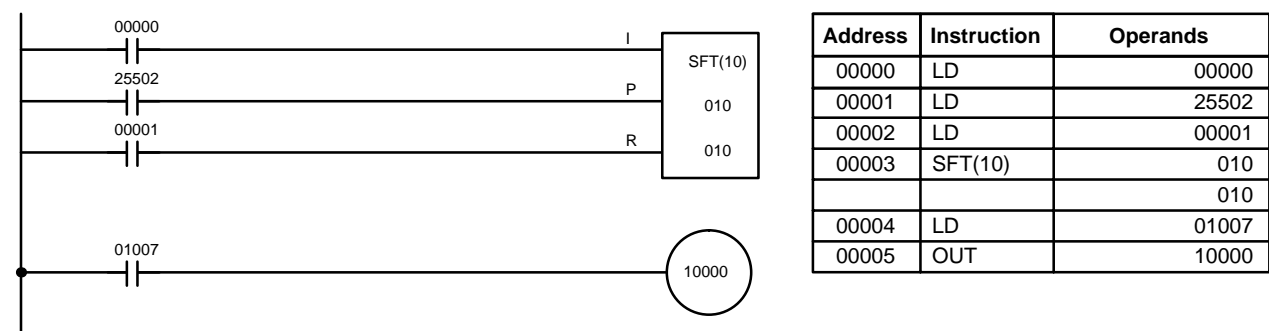 00000
I
SFT(10)
25502
P
010
00001
R
010
01007
10000
Address Instruction Operands
00000 LD 00000
00001 LD 25502
00002 LD 00001
00003 SFT(10) 010
010
00004 LD 01007
00005 OUT 10000